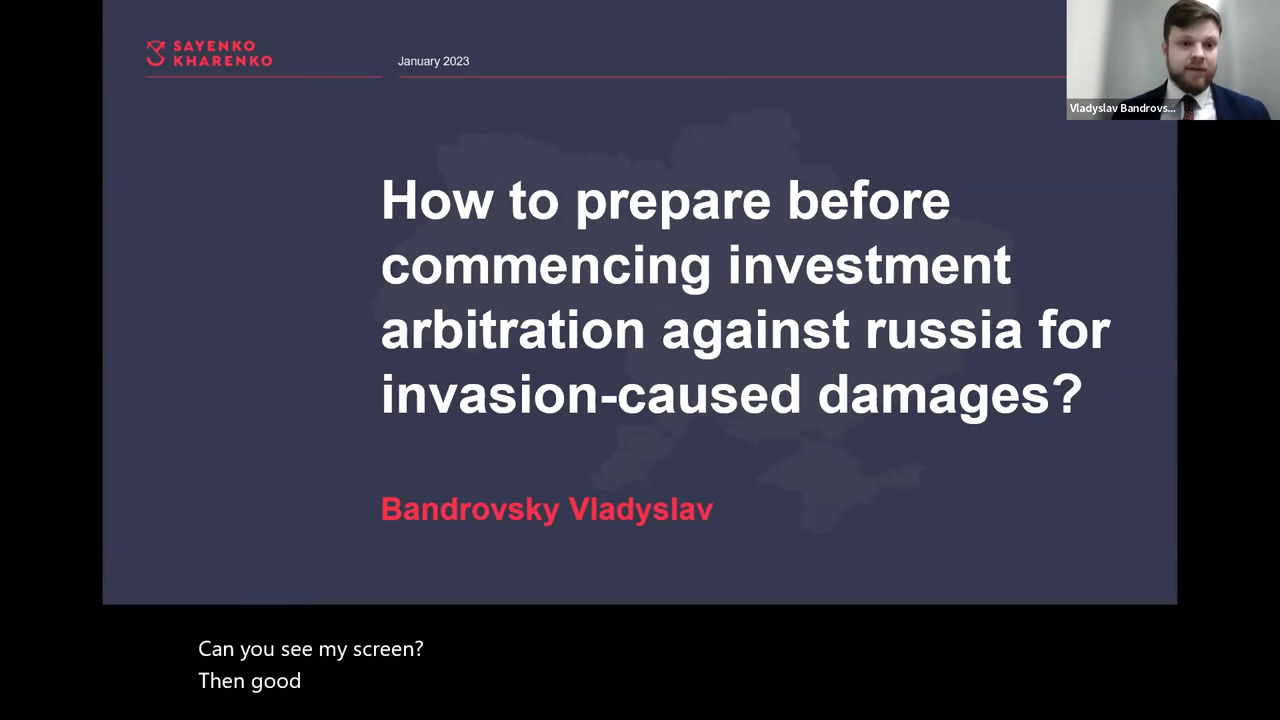 SAYENKO
KHARENKO
January 2023
Vladyslav Bandrovs...
How to prepare before
commencing investment
arbitration against russia for
invasion-caused damages?
Bandrovsky Vladyslav
Can you see my screen?
Then good